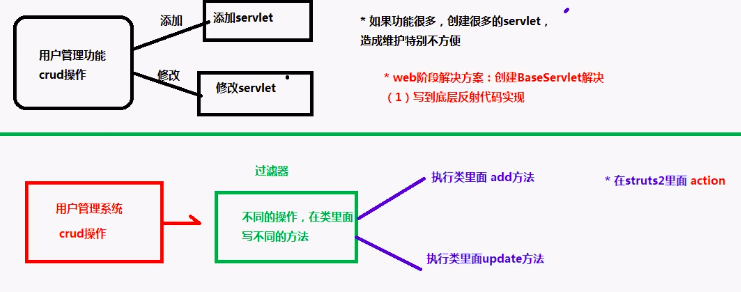 添加
添加servlet
用户管理功能
crud操作
修改
修改servlet
* 如果功能很多，创建很多的servlet，
造成维护特别不方便
* web阶段解决方案：创建BaseServlet解决
（1）写到底层反射代码实现
过滤器
用户管理系统
crud操作
不同的操作，在类里面
写不同的方法
执行类里面 add方法
执行类里面update方法
* 在struts2里面 action